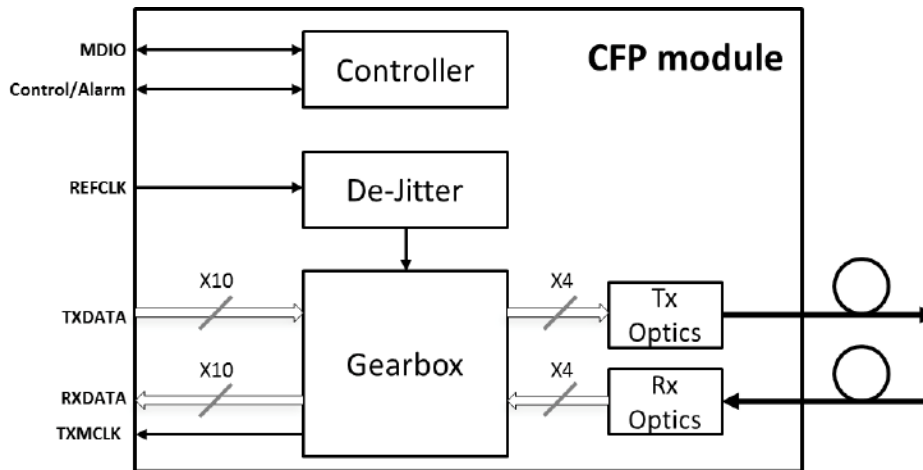 MDIO
Control/Alarm
Controller
CFP module
REFCLK
De-Jitter
X10
X4
TXDATA
Tx
Optics
Gearbox
X10
X4
RXDATA
Rx
Optics
TXMCLK